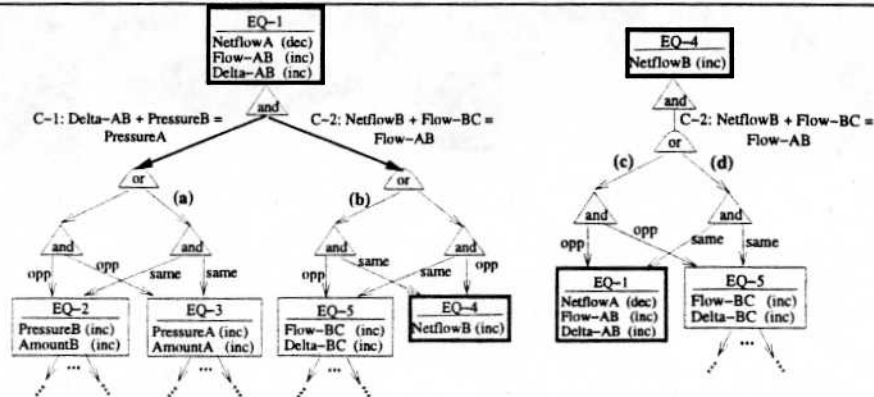 EQ-1
NetflowA (dec)
Flow-AB (inc)
Delta-AB (inc)
and
C-1: Delta-AB + PressureB =
PressureA
C-2: NetflowB + Flow-BC =
Flow-AB
or
or
(a)
(b)
and
and
and
and
opp
opp
same
same
opp
same
same
opp
EQ-2
PressureB (inc)
AmountB (inc)
EQ-3
PressureA (inc)
AmountA (inc)
EQ-5
Flow-BC (inc)
Delta-BC (inc)
EQ-4
NetflowB (inc)
...
...
...
...
...
...
...
...
...
EQ-4
NetflowB (inc)
and
C-2: NetflowB + Flow-BC =
Flow-AB
or
(c)
(d)
and
and
opp
opp
same
same
EQ-1
NetflowA (dec)
Flow-AB (inc)
Delta-AB (inc)
EQ-5
Flow-BC (inc)
Delta-BC (inc)
...
...
...